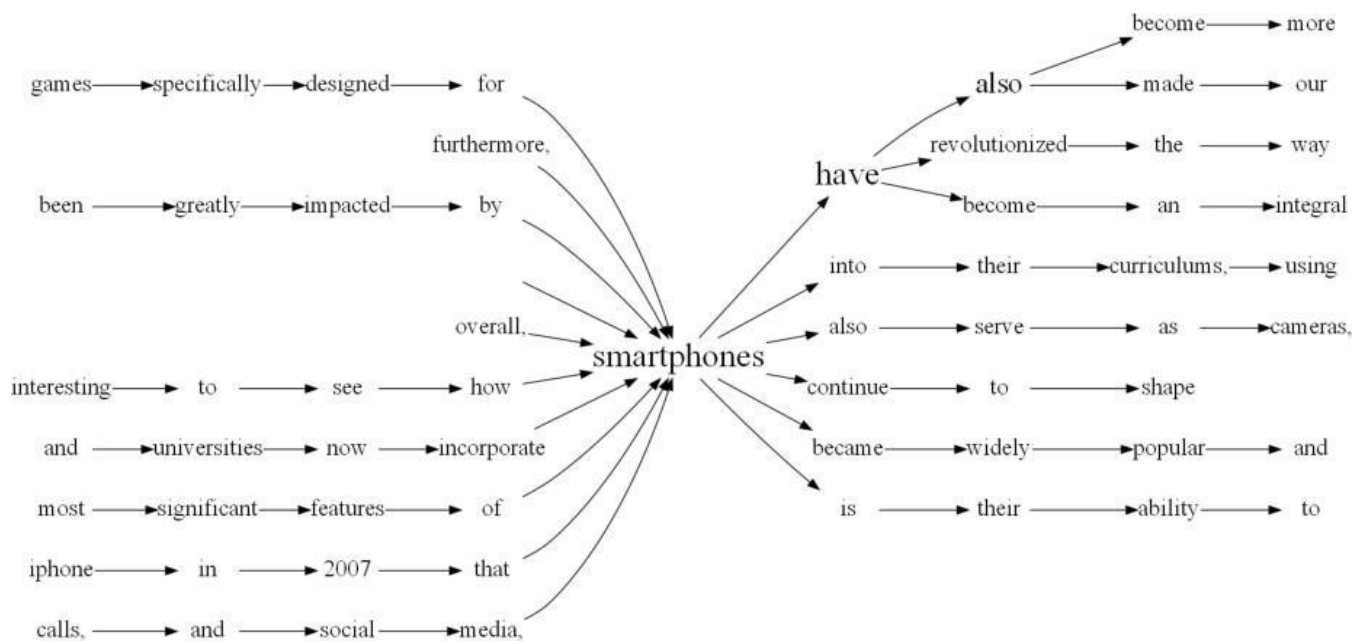 games specifically designed for
furthermore,
been greatly impacted by
overall,
interesting to see how
and universities now incorporate
most significant features of
iphone in 2007 that
calls, and social media,
smartphones
have
also
become more
made our
revolutionized the way
become an integral
into their curriculums, using
also serve as cameras,
continue to shape
became widely popular and
is their ability to